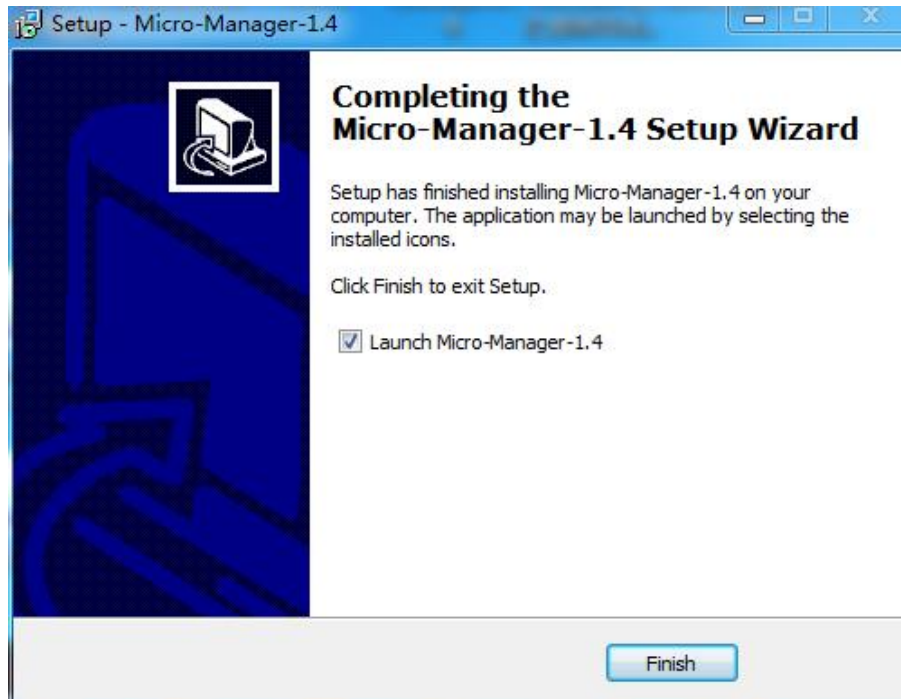 Setup - Micro-Manager-1.4
Completing the
Micro-Manager-1.4 Setup Wizard
Setup has finished installing Micro-Manager-1.4 on your
computer. The application may be launched by selecting the
installed icons.
Click Finish to exit Setup.
Launch Micro-Manager-1.4
Finish